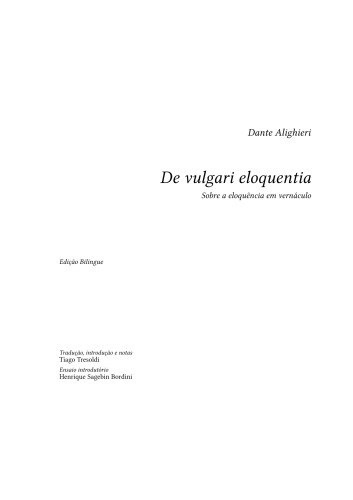 Dante Alighieri
De vulgari eloquentia
Sobre a eloquência em vernáculo
Edição Bilíngue
Tradução, introdução e notas
Tiago Tresoldi
Ensaio introdutório
Henrique Sagebin Bordini